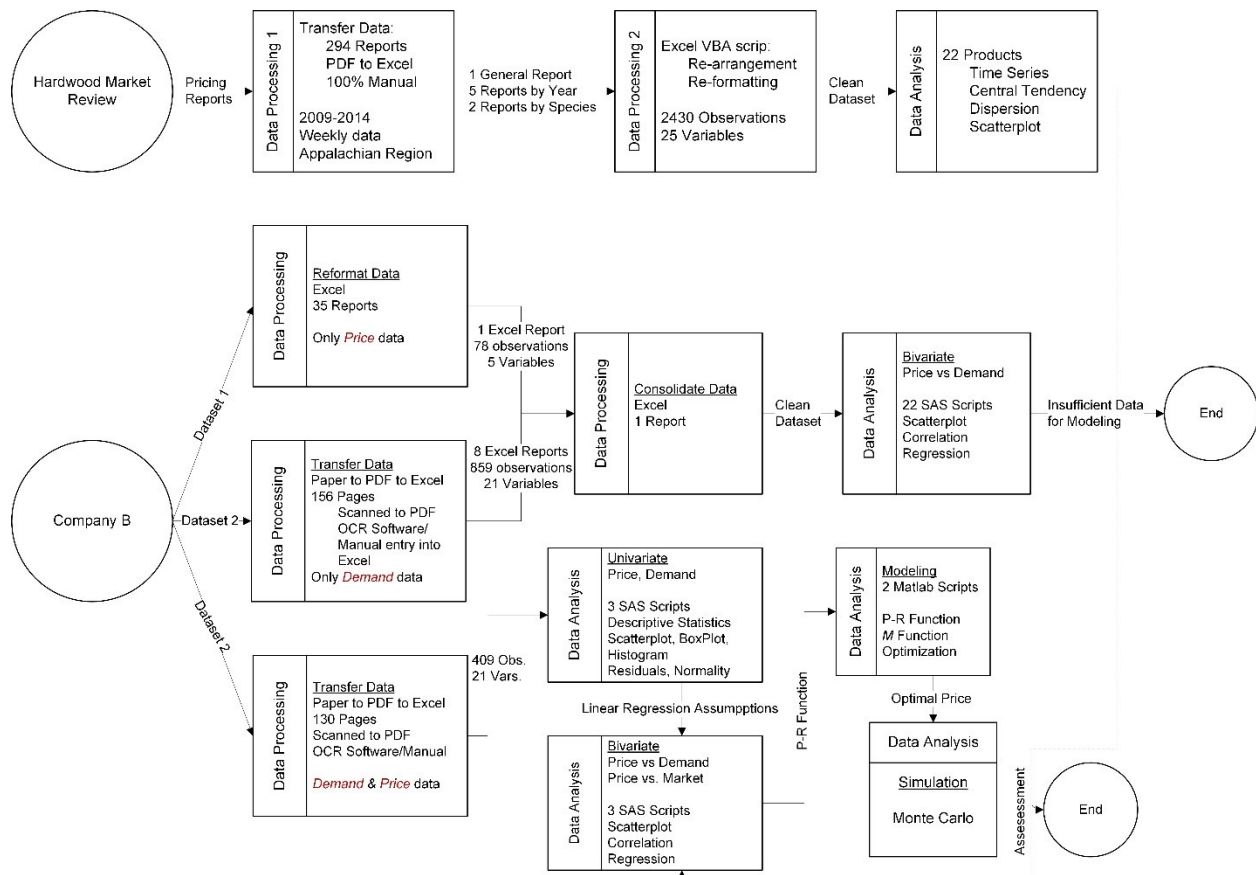 Hardwood Market
Review
Pricing
Reports
Data Processing 1
Transfer Data:
294 Reports
PDF to Excel
100% Manual
2009-2014
Weekly data
Appalachian Region
1 General Report
5 Reports by Year
2 Reports by Species
Data Processing 2
Excel VBA scrip:
Re-arrangement
Re-formatting
2430 Observations
25 Variables
Clean
Dataset
Data Analysis
22 Products
Time Series
Central Tendency
Dispersion
Scatterplot
Company B
Dataset 1
Data Processing
Reformat Data
Excel
35 Reports
Only Price data
1 Excel Report
78 observations
5 Variables
Dataset 2
Data Processing
Transfer Data
Paper to PDF to Excel
156 Pages
Scanned to PDF
OCR Software/
Manual entry into
Excel
Only Demand data
8 Excel Reports
859 observations
21 Variables
Data Processing
Consolidate Data
Excel
1 Report
Clean
Dataset
Data Analysis
Bivariate
Price vs Demand
22 SAS Scripts
Scatterplot
Correlation
Regression
Insufficient Data
for Modeling
End
Dataset 2
Data Processing
Transfer Data
Paper to PDF to Excel
130 Pages
Scanned to PDF
OCR Software/Manual
Demand & Price data
409 Obs.
21 Vars.
Data Analysis
Univariate
Price, Demand
3 SAS Scripts
Descriptive Statistics
Scatterplot, BoxPlot,
Histogram
Residuals, Normality
Linear Regression Assumpptions
Data Analysis
Bivariate
Price vs Demand
Price vs. Market
3 SAS Scripts
Scatterplot
Correlation
Regression
P-R Function
Data Analysis
Modeling
2 Matlab Scripts
P-R Function
M Function
Optimization
Optimal Price
Data Analysis
Simulation
Monte Carlo
Assesessment
End